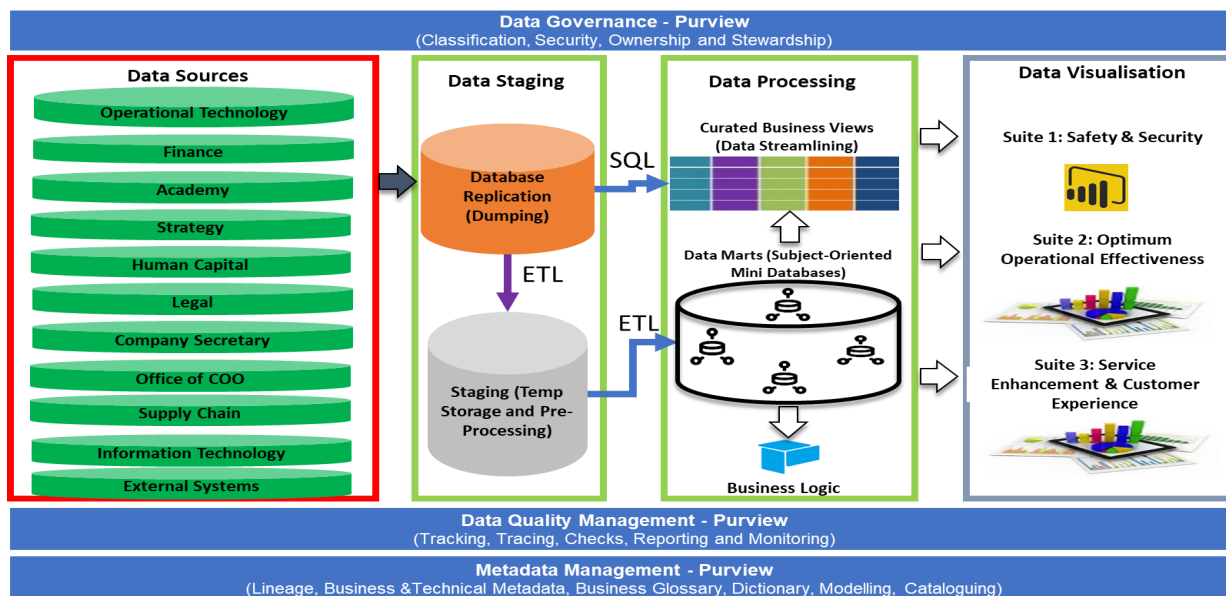 Data Governance - Purview
(Classification, Security, Ownership and Stewardship)
Data Sources
Operational Technology
Finance
Academy
Strategy
Human Capital
Legal
Company Secretary
Office of COO
Supply Chain
Information Technology
External Systems
Data Staging
Database
Replication
(Dumping)
ETL
Staging (Temp
Storage and Pre-
Processing)
SQL
ETL
Data Processing
Curated Business Views
(Data Streamlining)
Data Marts (Subject-Oriented
Mini Databases)
Business Logic
Data Visualisation
Suite 1: Safety & Security
Suite 2: Optimum
Operational Effectiveness
Suite 3: Service
Enhancement & Customer
Experience
Data Quality Management - Purview
(Tracking, Tracing, Checks, Reporting and Monitoring)
Metadata Management - Purview
(Lineage, Business &Technical Metadata, Business Glossary, Dictionary, Modelling, Cataloguing)